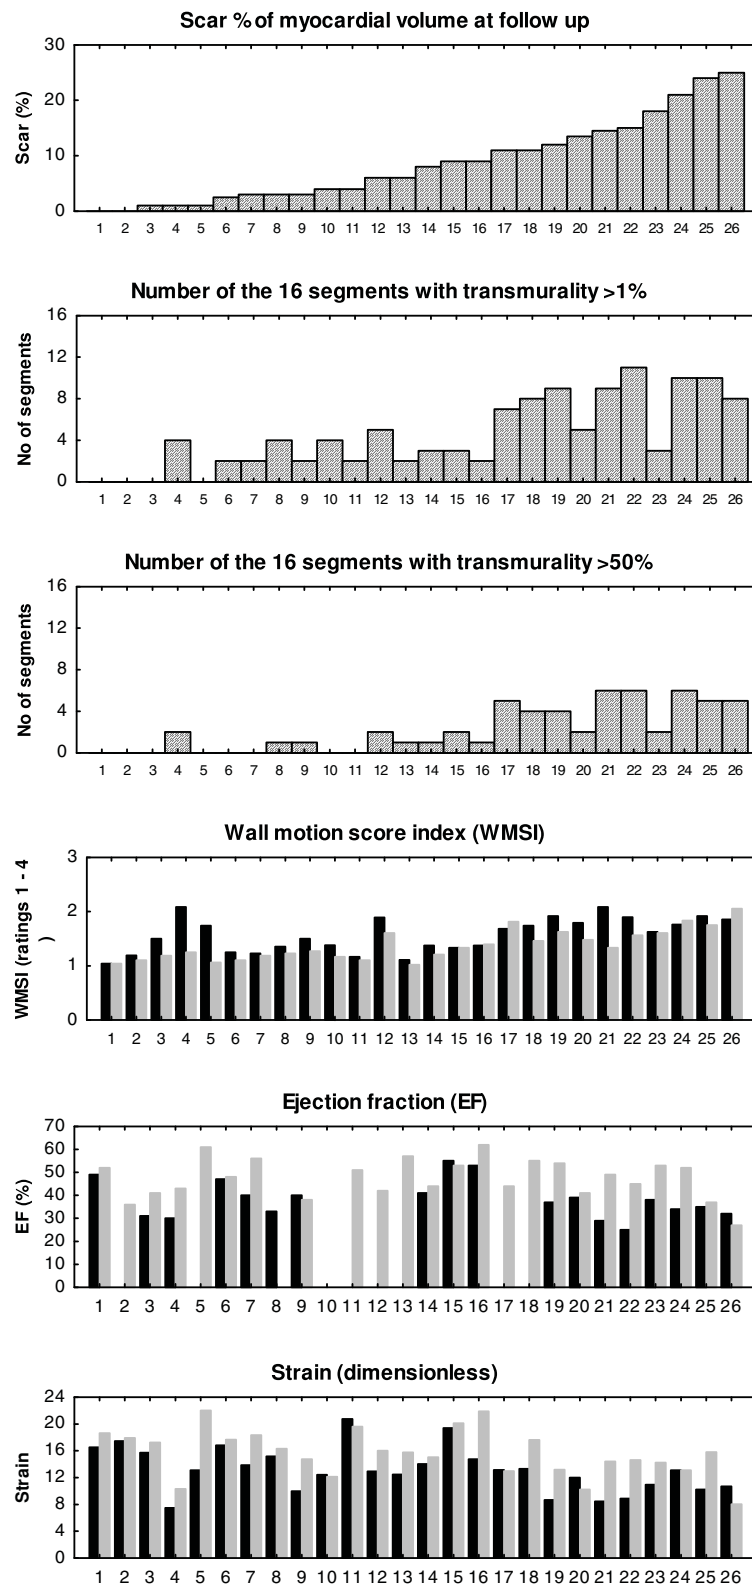 Scar % of myocardial volume at follow up
Scar (%)
30
20
10
0
1 2 3 4 5 6 7 8 9 10 11 12 13 14 15 16 17 18 19 20 21 22 23 24 25 26
Number of the 16 segments with transmurality >1%
No of segments
16
12
8
4
0
1 2 3 4 5 6 7 8 9 10 11 12 13 14 15 16 17 18 19 20 21 22 23 24 25 26
Number of the 16 segments with transmurality >50%
No of segments
16
12
8
4
0
1 2 3 4 5 6 7 8 9 10 11 12 13 14 15 16 17 18 19 20 21 22 23 24 25 26
Wall motion score index (WMSI)
WMSI (ratings 1 - 4
)
3
2
1
0
1 2 3 4 5 6 7 8 9 10 11 12 13 14 15 16 17 18 19 20 21 22 23 24 25 26
Ejection fraction (EF)
EF (%)
70
60
50
40
30
20
10
0
1 2 3 4 5 6 7 8 9 10 11 12 13 14 15 16 17 18 19 20 21 22 23 24 25 26
Strain (dimensionless)
Strain
24
20
16
12
8
4
0
1 2 3 4 5 6 7 8 9 10 11 12 13 14 15 16 17 18 19 20 21 22 23 24 25 26